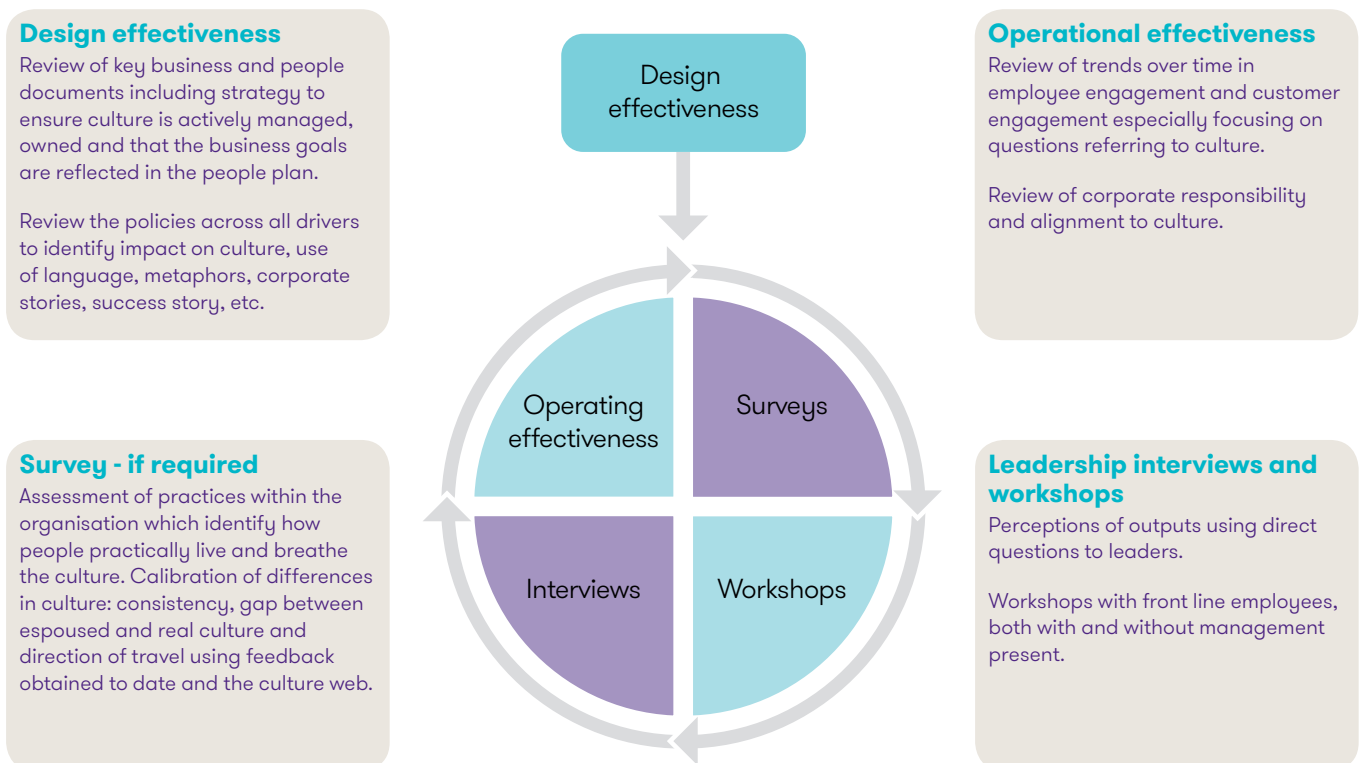 Design effectiveness
Review of key business and people
documents including strategy to
ensure culture is actively managed,
owned and that the business goals
are reflected in the people plan.
Review the policies across all drivers
to identify impact on culture, use
of language, metaphors, corporate
stories, success story, etc.
Design
effectiveness
Operational effectiveness
Review of trends over time in
employee engagement and customer
engagement especially focusing on
questions referring to culture.
Review of corporate responsibility
and alignment to culture.
Operating
effectiveness
Surveys
Interviews
Workshops
Survey - if required
Assessment of practices within the
organisation which identify how
people practically live and breathe
the culture. Calibration of differences
in culture: consistency, gap between
espoused and real culture and
direction of travel using feedback
obtained to date and the culture web.
Leadership interviews and
workshops
Perceptions of outputs using direct
questions to leaders.
Workshops with front line employees,
both with and without management
present.